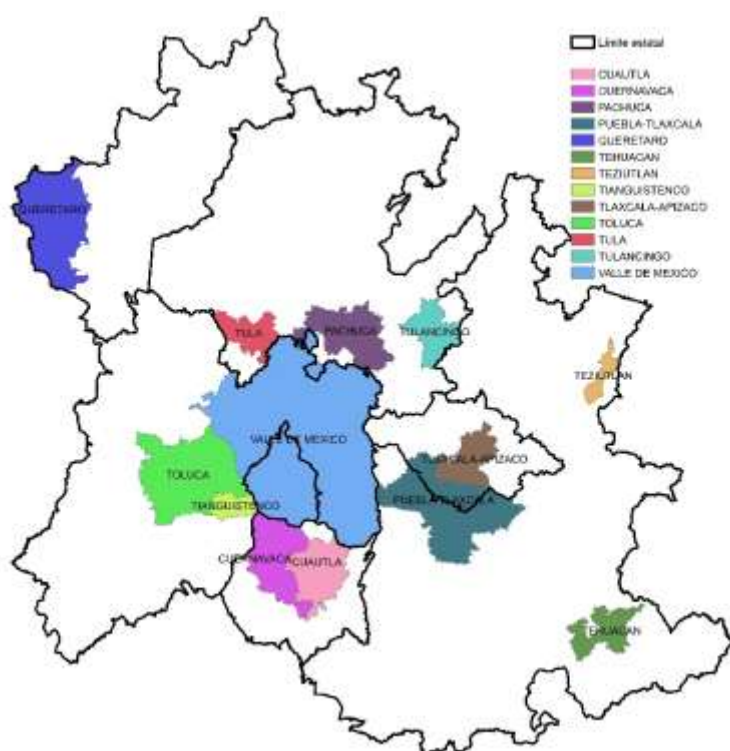 Límite estatal
CUAUTLA
CUERNAVACA
PACHUCA
PUEBLA-TLAXCALA
QUERETARO
TEHUACAN
TEZIUTLAN
TIANGUISTENCO
TLAXCALA-APIZACO
TOLUCA
TULA
TULANCINGO
VALLE DE MEXICO
QUERETARO
TULA
PACHUCA
TULANCINGO
TEZIUTLAN
VALLE DE MEXICO
TLAXCALA-APIZACO
TOLUCA
PUEBLA-TLAXCALA
TIANGUISTENCO
CUERNAVACA
CUAUTLA
TEHUACAN